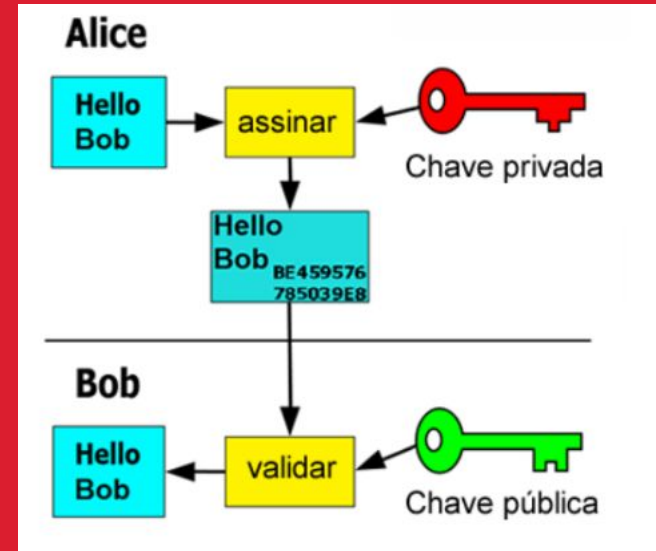 Alice
Hello
Bob
assinar
Chave privada
Hello
Bob BE459576
785039E8
Bob
Hello
Bob
validar
Chave pública